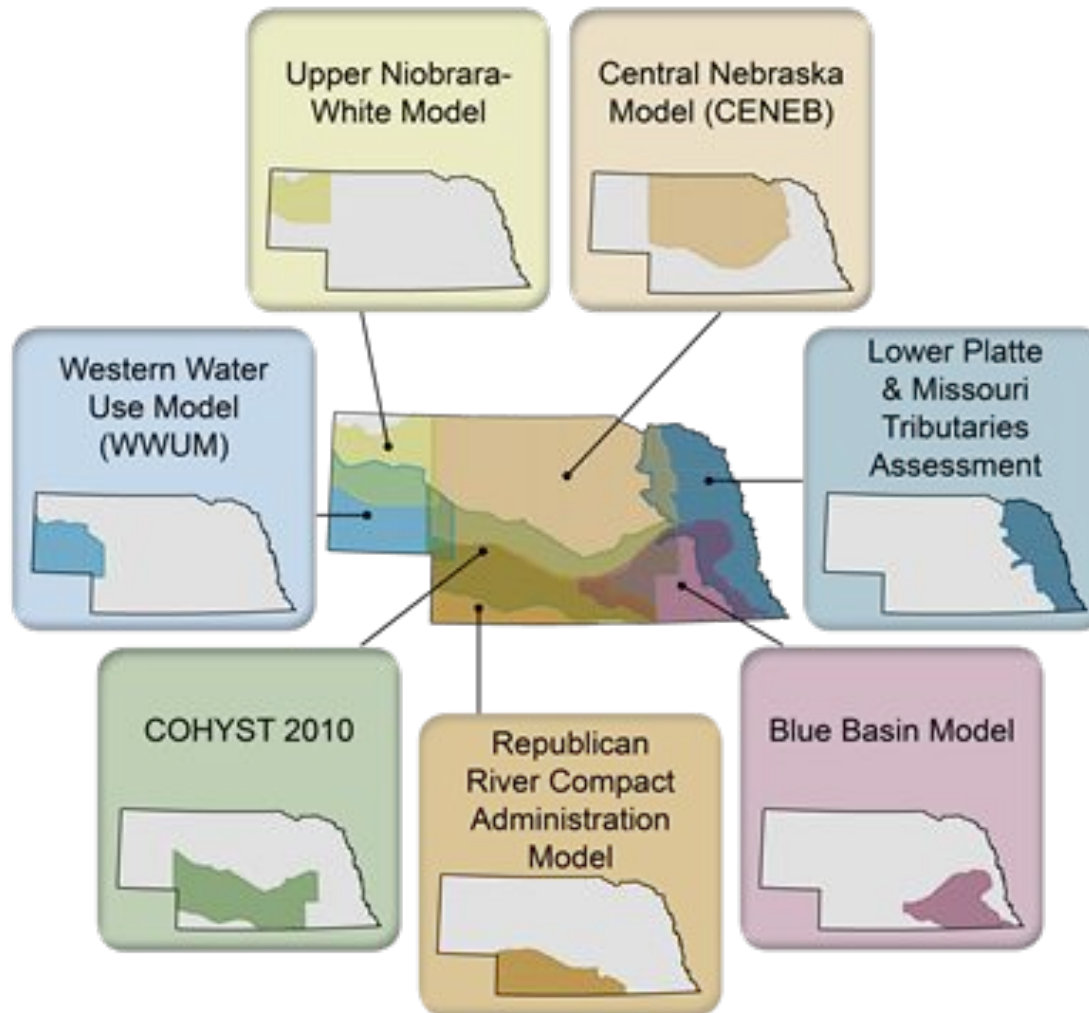 Upper Niobrara-
White Model
Central Nebraska
Model (CENEB)
Western Water
Use Model
(WWUM)
Lower Platte
& Missouri
Tributaries
Assessment
COHYST 2010
Republican
River Compact
Administration
Model
Blue Basin Model